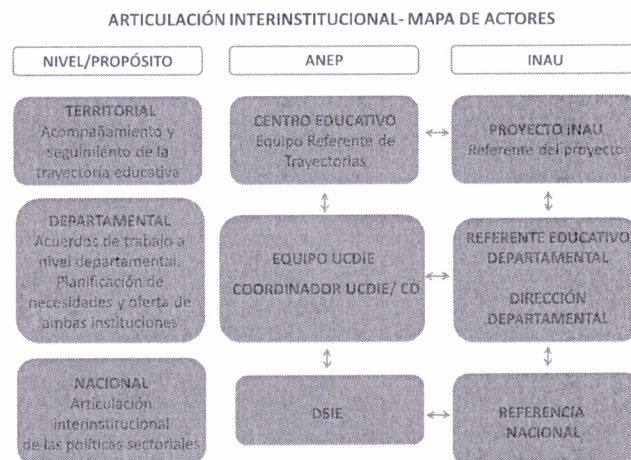 ARTICULACIÓN INTERINSTITUCIONAL- MAPA DE ACTORES
NIVEL/PROPÓSITO
ANEP
INAU
TERRITORIAL
Acompañamiento y
seguimiento de la
trayectoria educativa
CENTRO EDUCATIVO
Equipo Referente de
Trayectorias
PROYECTO INAU
Referente del proyecto
DEPARTAMENTAL
Acuerdos de trabajo a
nivel departamental.
Planificación de
necesidades y oferta de
ambas instituciones
EQUIPO UCDIE
COORDINADOR UCDIE/ CD
REFERENTE EDUCATIVO
DEPARTAMENTAL
DIRECCIÓN
DEPARTAMENTAL
NACIONAL
Articulación
interinstitucional
de las políticas sectoriales
DSIE
REFERENCIA
NACIONAL